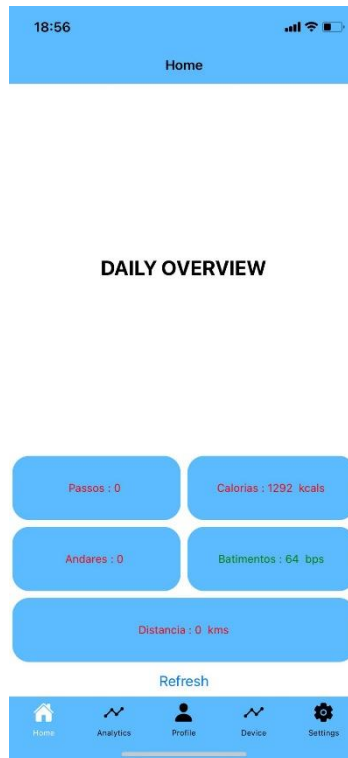 18:56
Home
DAILY OVERVIEW
Passos : 0
Calorias : 1292 kcals
Andares : 0
Batimentos : 64 bps
Distancia : 0 kms
Refresh
Home
Analytics
Profile
Device
Settings